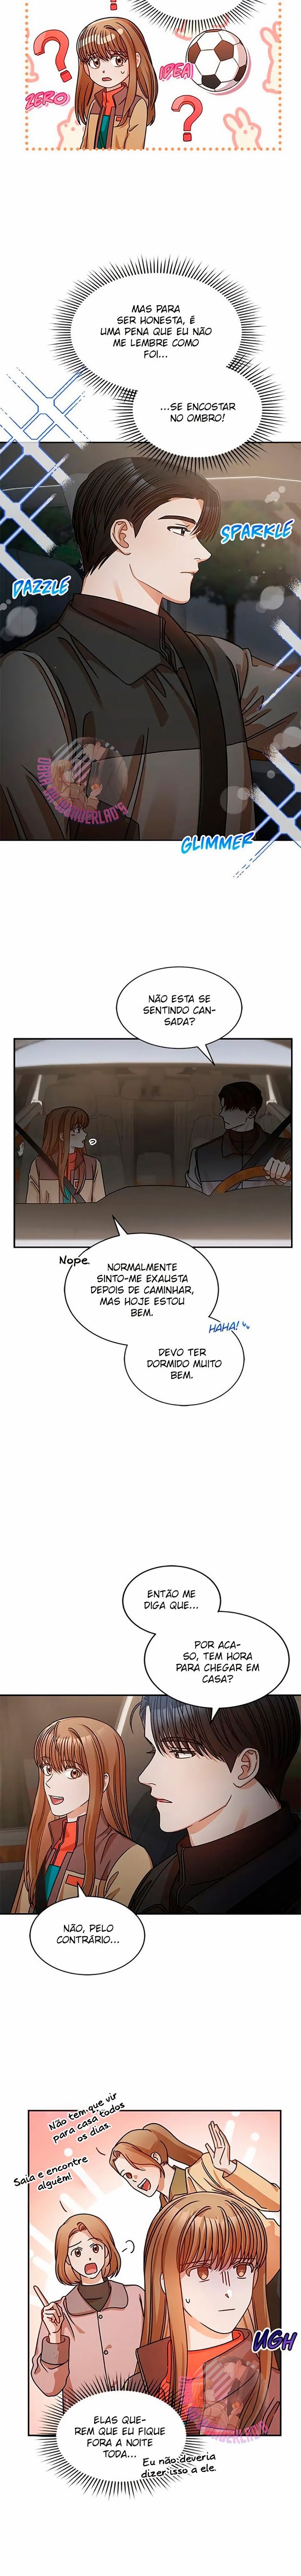 ZERO
IDEA!
MAS PARA
SER HONESTA, É
UMA PENA QUE EU NÃO
ME LEMBRE COMO
FOI...
...SE ENCOSTAR
NO OMBRO!
SPARKLE
DAZZLE
GLIMMER
NÃO ESTA SE
SENTINDO CAN-
SADA?
Nope.
NORMALMENTE
SINTO-ME EXAUSTA
DEPOIS DE CAMINHAR,
MAS HOJE ESTOU
BEM.
HAHA!
DEVO TER
DORMIDO MUITO
BEM.
ENTÃO ME
DIGA QUE...
POR ACA-
SO, TEM HORA
PARA CHEGAR EM
CASA?
NÃO, PELO
CONTRÁRIO...
Não tem que vir
para casa todos
os dias.
Saia e encontre
alguém!
UGH
ELAS QUE-
REM QUE EU FIQUE
FORA A NOITE
TODA...
Eu não deveria
dizer isso a ele.